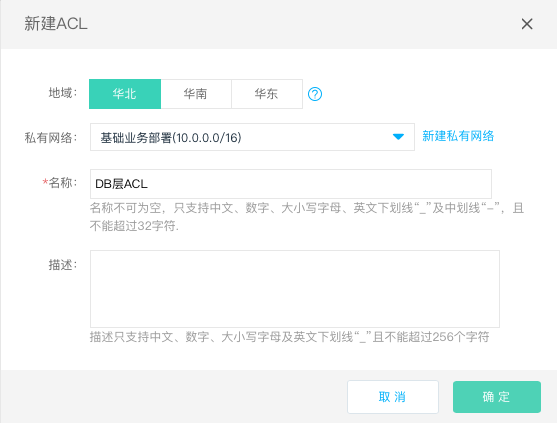 新建ACL
地域： 华北 华南 华东
私有网络： 基础业务部署(10.0.0.0/16) 新建私有网络
*名称： DB层ACL
名称不可为空，只支持中文、数字、大小写字母、英文下划线“_”及中划线“-”，且
不能超过32字符.
描述：
描述只支持中文、数字、大小写字母及英文下划线“_”且不能超过256个字符
取消 确定